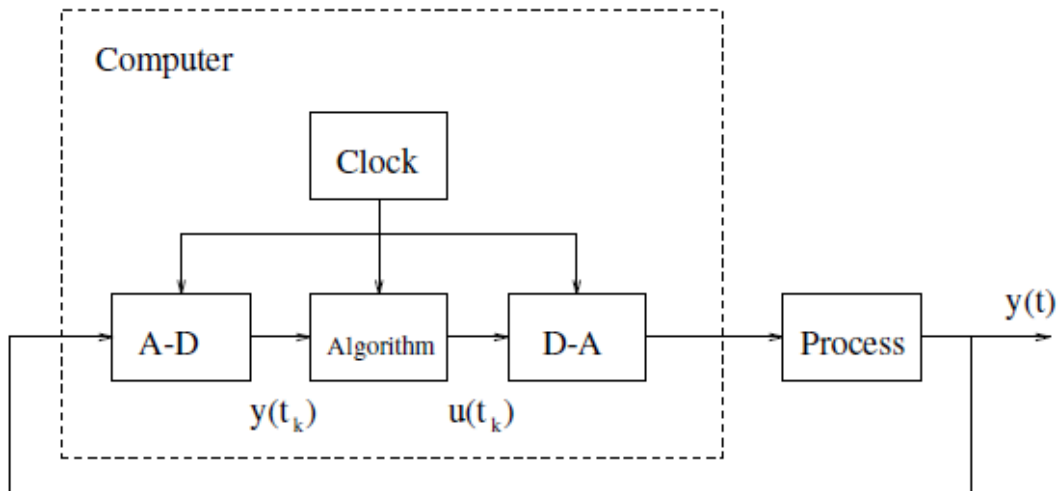 Computer
Clock
y(t)
A-D
Algorithm
D-A
Process
y(t_k)
u(t_k)